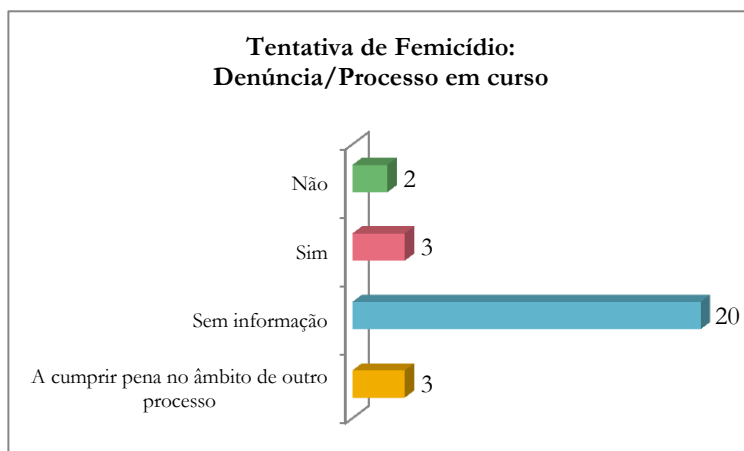 Tentativa de Femicídio:
Denúncia/Processo em curso
Não
2
Sim
3
Sem informação
20
A cumprir pena no âmbito de outro
processo
3